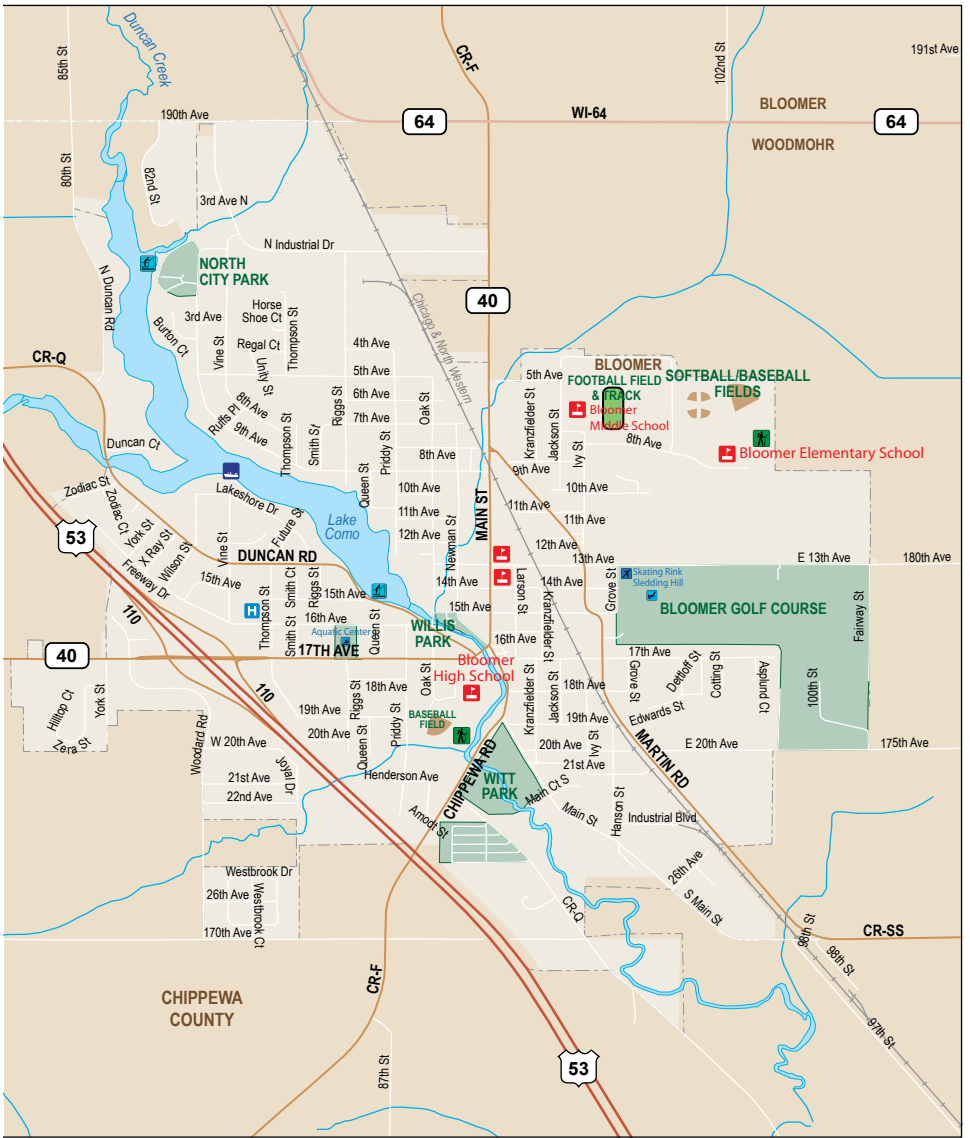 Duncan Creek
85th St
CR-F
102nd St
191st Ave
190th Ave
64
WI-64
BLOOMER
64
WOODMOHR
80th St
82nd St
3rd Ave N
N Industrial Dr
NORTH
CITY PARK
N Duncan Rd
40
Chicago & North Western
Horse
Shoe Ct
3rd Ave
Burton Ct
Vine St
Regal Ct
Unity St
Thompson St
4th Ave
5th Ave
CR-Q
6th Ave
7th Ave
8th Ave
Ruffs Pl
9th Ave
Thompson St
Smith St
Riggs St
Priddy St
Oak St
8th Ave
BLOOMER
5th Ave
FOOTBALL FIELD
& TRACK
SOFTBALL/BASEBALL
FIELDS
Bloomer
Middle School
Kranzfielder St
Jackson St
Ivy St
8th Ave
Bloomer Elementary School
Duncan Ct
9th Ave
Queen St
10th Ave
10th Ave
Zodiac St
Zodiac Ct
Lakeshore Dr
11th Ave
11th Ave
11th Ave
MAIN ST
York St
X Ray St
Wilson St
Vine St
Future St
Lake
Como
12th Ave
Newman St
12th Ave
13th Ave
E 13th Ave
180th Ave
53
DUNCAN RD
Freeway Dr
15th Ave
Thompson St
Smith Ct
Riggs St
15th Ave
14th Ave
14th Ave
Larson St
Grove St
Skating Rink
Sledding Hill
BLOOMER GOLF COURSE
Fairway St
H
16th Ave
15th Ave
Kranzfielder St
110
Smith St
Aquatic Center
Queen St
WILLIS
PARK
16th Ave
40
17TH AVE
17th Ave
Bloomer
High School
Hilltop Ct
York St
Zera St
110
18th Ave
Oak St
18th Ave
Grove St
Dettloff St
Cotting St
Asplund Ct
100th St
Kranzfielder St
Jackson St
Riggs St
19th Ave
Priddy St
BASEBALL
FIELD
19th Ave
Edwards St
Woodard Rd
W 20th Ave
20th Ave
Queen St
20th Ave
Ivy St
MARTIN RD
E 20th Ave
175th Ave
Joyal Dr
21st Ave
21st Ave
22nd Ave
Henderson Ave
CHIPPEWA RD
WITT
PARK
Main Ct S
Main St
Hanson St
Industrial Blvd
Arnodt St
26th Ave
Westbrook Dr
26th Ave
Westbrook Ct
CR-Q
S Main St
170th Ave
98th St
CR-SS
98th St
CR-F
CHIPPEWA
COUNTY
97th St
87th St
53